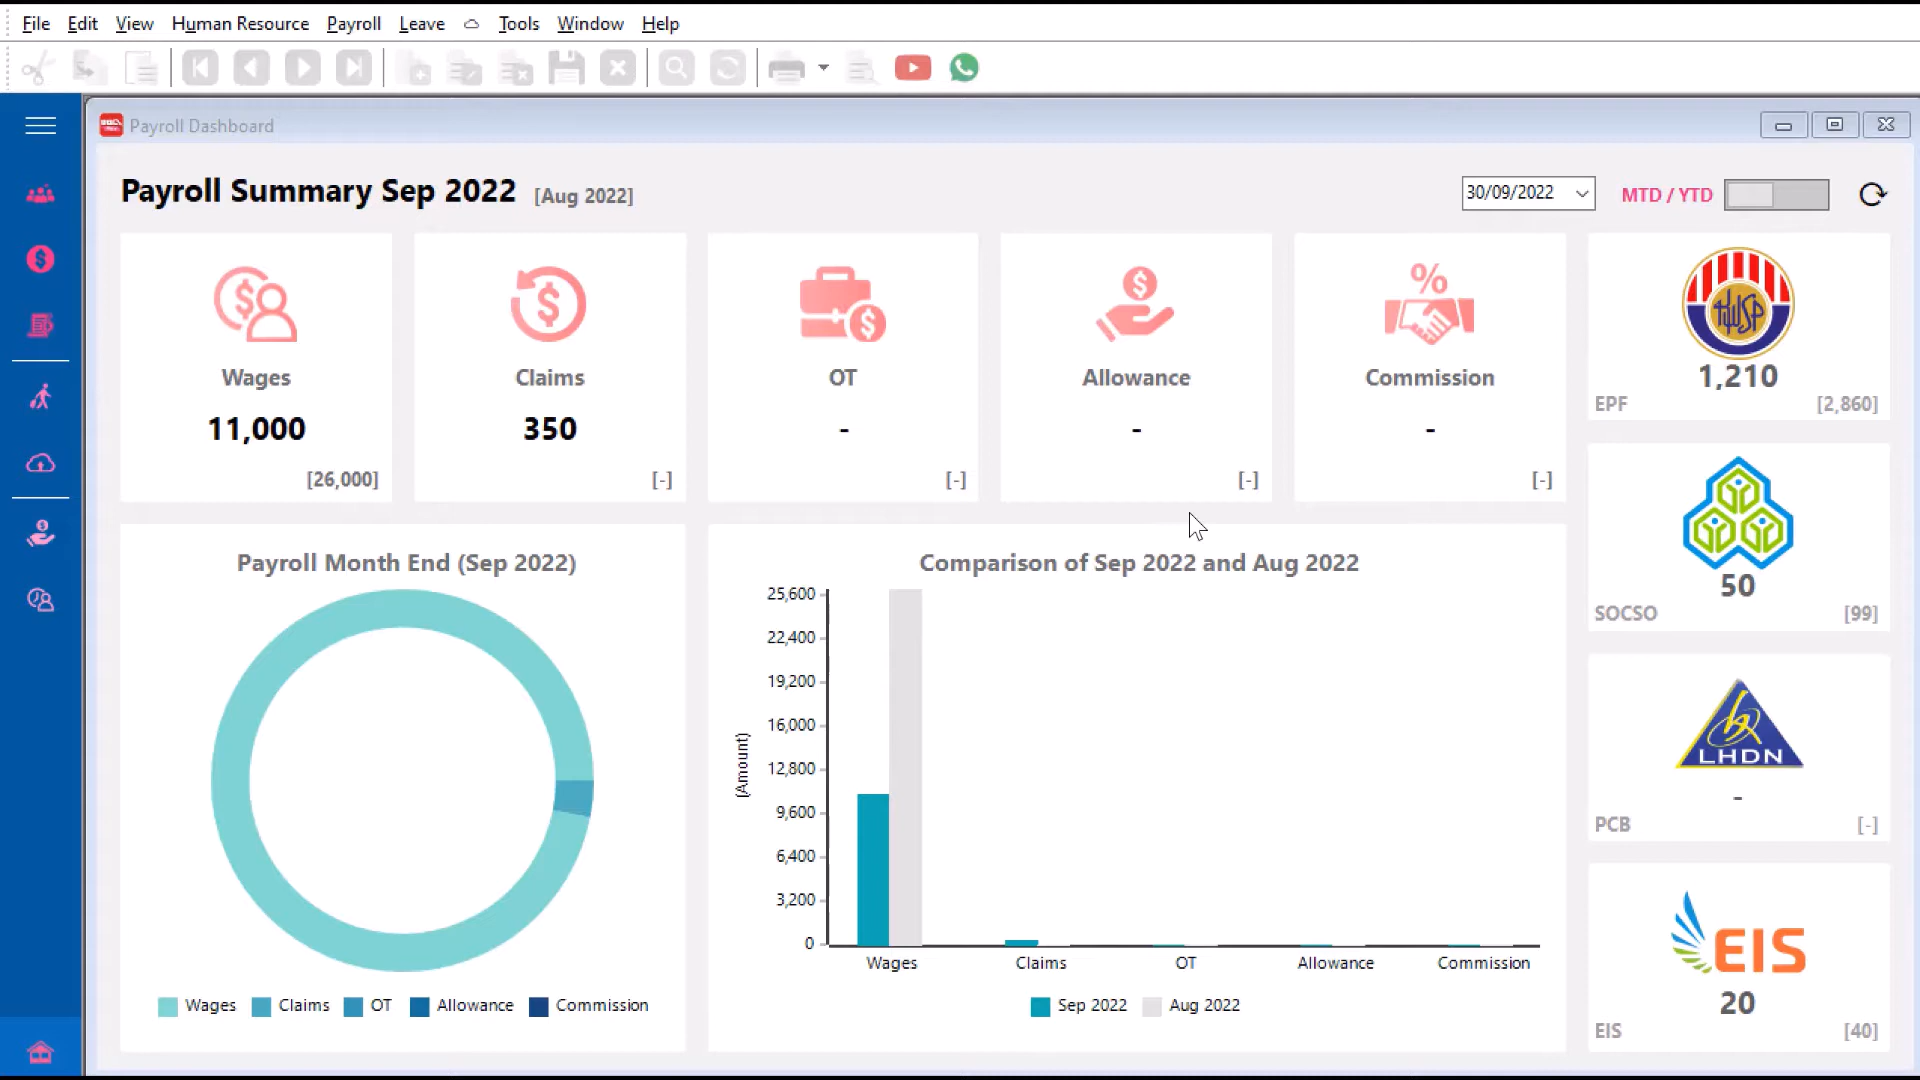 File Edit View Human Resource Payroll Leave Tools Window Help
Payroll Dashboard
Payroll Summary Sep 2022 [Aug 2022]
30/09/2022 MTD / YTD
Wages
11,000
[26,000]
Claims
350
[-]
OT
-
[-]
Allowance
-
[-]
%
Commission
-
[-]
KWSP
1,210
EPF [2,860]
50
SOCSO [99]
LHDN
-
PCB [-]
EIS
20
EIS [40]
Payroll Month End (Sep 2022)
Wages Claims OT Allowance Commission
Comparison of Sep 2022 and Aug 2022
(Amount)
25,600
22,400
19,200
16,000
12,800
9,600
6,400
3,200
0
Wages Claims OT Allowance Commission
Sep 2022 Aug 2022